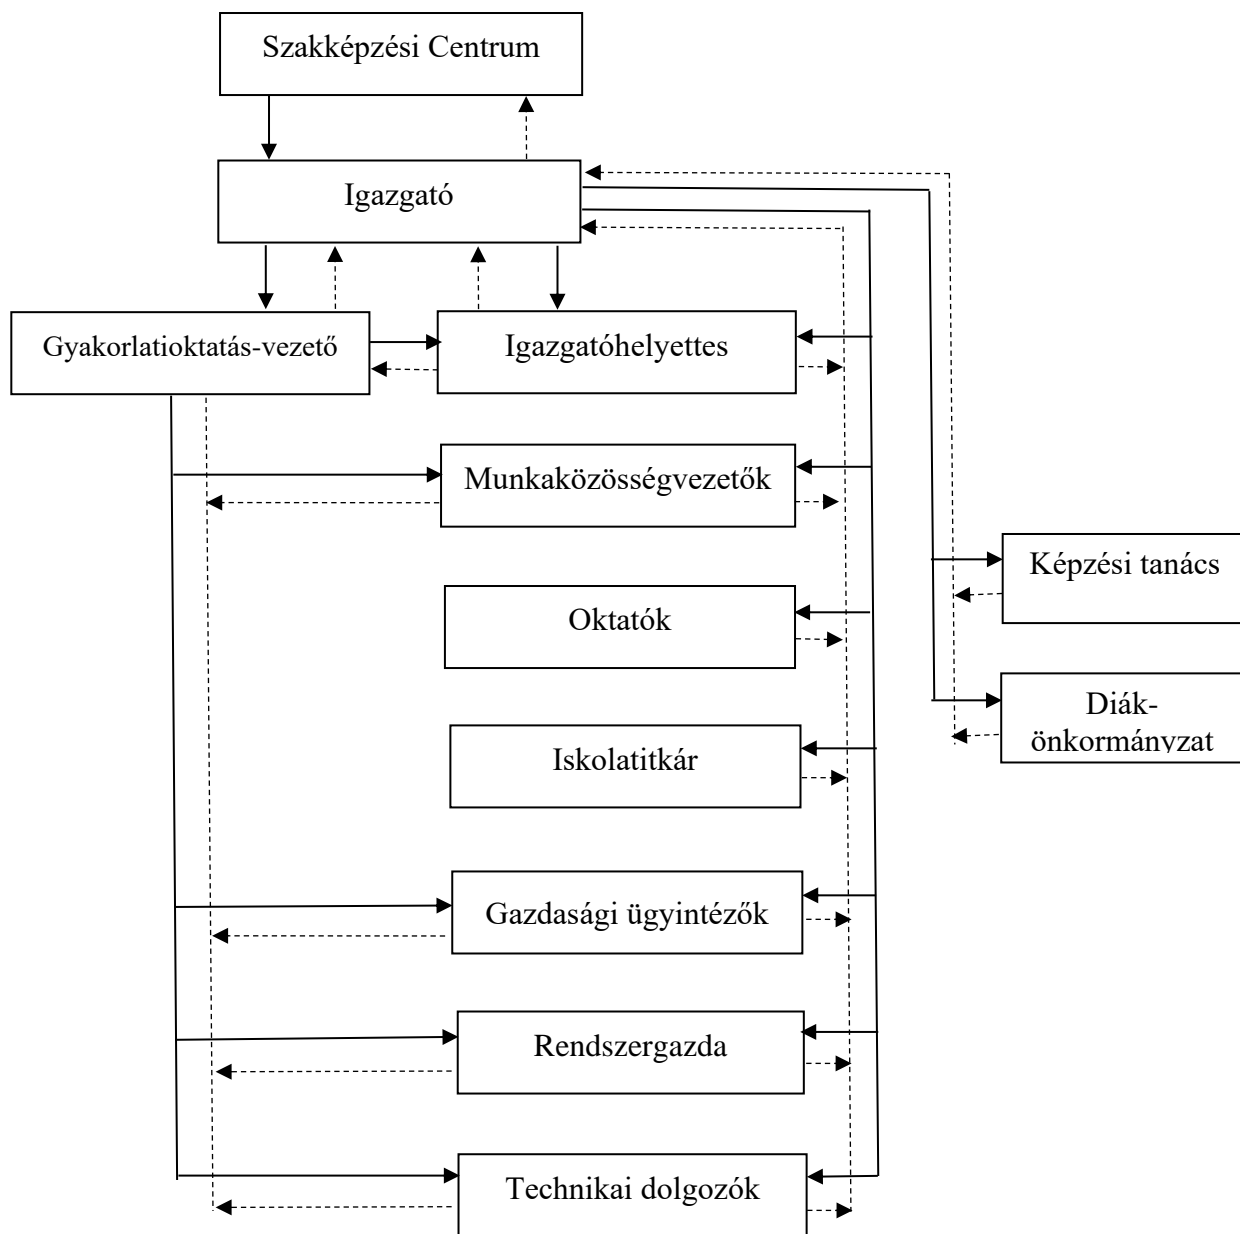 Szakképzési Centrum
Igazgató
Gyakorlatioktatás-vezető
Igazgatóhelyettes
Munkaközösségvezetők
Képzési tanács
Oktatók
Diák-
önkormányzat
Iskolatitkár
Gazdasági ügyintézők
Rendszergazda
Technikai dolgozók